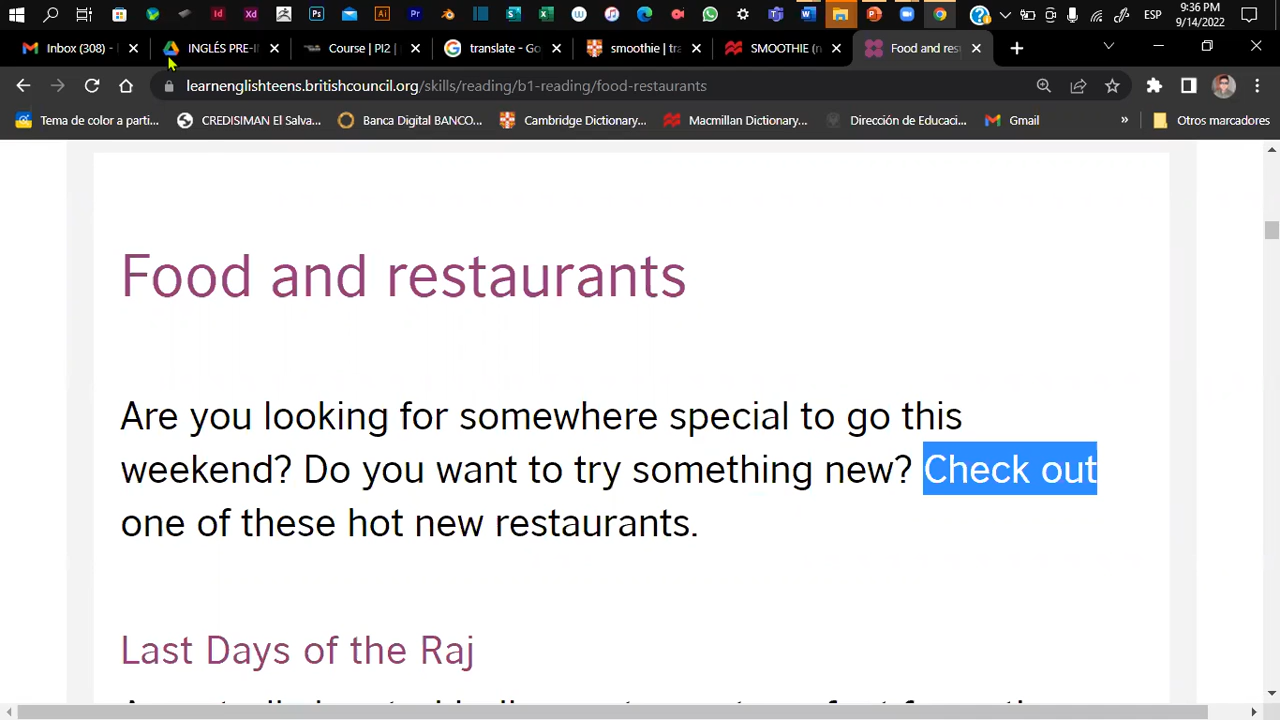 9:36 PM
ESP
9/14/2022
Inbox (308) -
INGLÉS PRE-I
Course | PI2 |
translate - Go
smoothie | tra
SMOOTHIE (n
Food and res
learnenglishteens.britishcouncil.org/skills/reading/b1-reading/food-restaurants
Tema de color a parti...
CREDISIMAN El Salva...
Banca Digital BANCO...
Cambridge Dictionary...
Macmillan Dictionary...
Dirección de Educaci...
Gmail
»
Otros marcadores
Food and restaurants
Are you looking for somewhere special to go this
weekend? Do you want to try something new? Check out
one of these hot new restaurants.
Last Days of the Raj